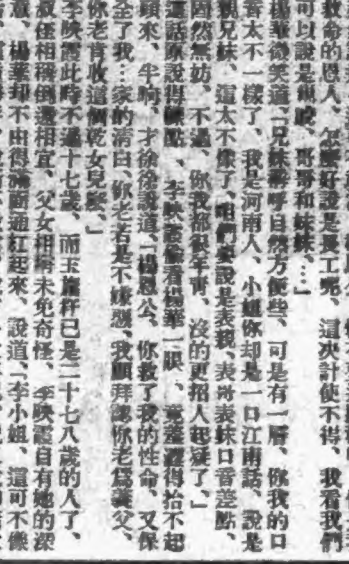 救命的恩人、怎麽好說是長工呢、這決計使不得、我看我們
可以說是親戚、哥哥和妹妹、…」
楊華微笑道、「兄妹稱呼自然方便些、可是有一層、你我的口
音太不一樣了、我是河南人、小姐你却是一口江南話、說是
親兄妹、這太不像了、咱們要說是表親、表哥表妹口音差點、
固然無妨、不過、你我都很年青、沒的更招人起疑了、」
這話原說得 、李映霞偷看楊華一眼、竟羞澀得抬不起
頭來、半晌、才徐徐說道、「楊恩公、你救了我的性命、又保
全了我…家的清白、你老若是不嫌惡、我願拜認你老爲義父、
你老肯收這個乾女兒麽、」
李映霞此時不過十七歲、而玉旛杆已是二十七八歲的人了、
叔侄相稱倒還相宜、父女相稱未免奇怪、李映霞自有她的深
意、楊華却不由得滿面通紅起來、說道、「李小姐、這可不像